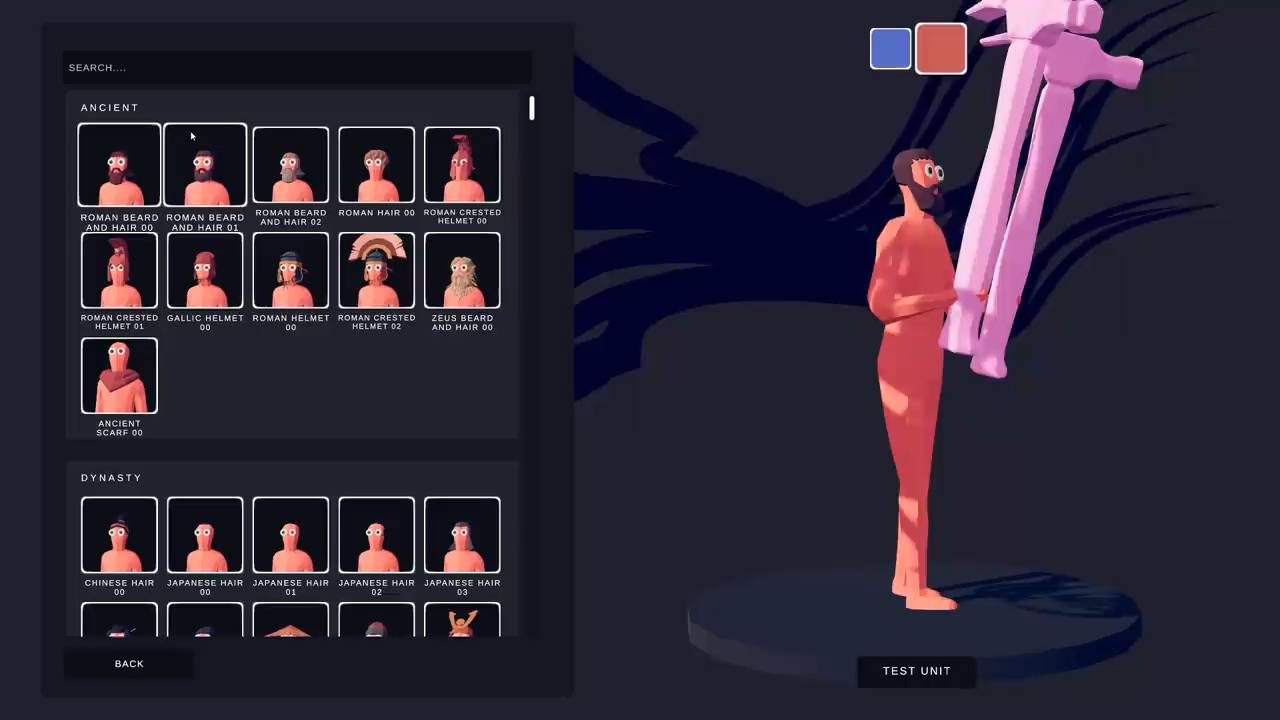 SEARCH....
ANCIENT
ROMAN BEARD AND HAIR 00
ROMAN BEARD AND HAIR 01
ROMAN BEARD AND HAIR 02
ROMAN HAIR 00
ROMAN CRESTED HELMET 00
ROMAN CRESTED HELMET 01
GALLIC HELMET 00
ROMAN HELMET 00
ROMAN CRESTED HELMET 02
ZEUS BEARD AND HAIR 00
ANCIENT SCARF 00
DYNASTY
CHINESE HAIR 00
JAPANESE HAIR 00
JAPANESE HAIR 01
JAPANESE HAIR 02
JAPANESE HAIR 03
BACK
TEST UNIT